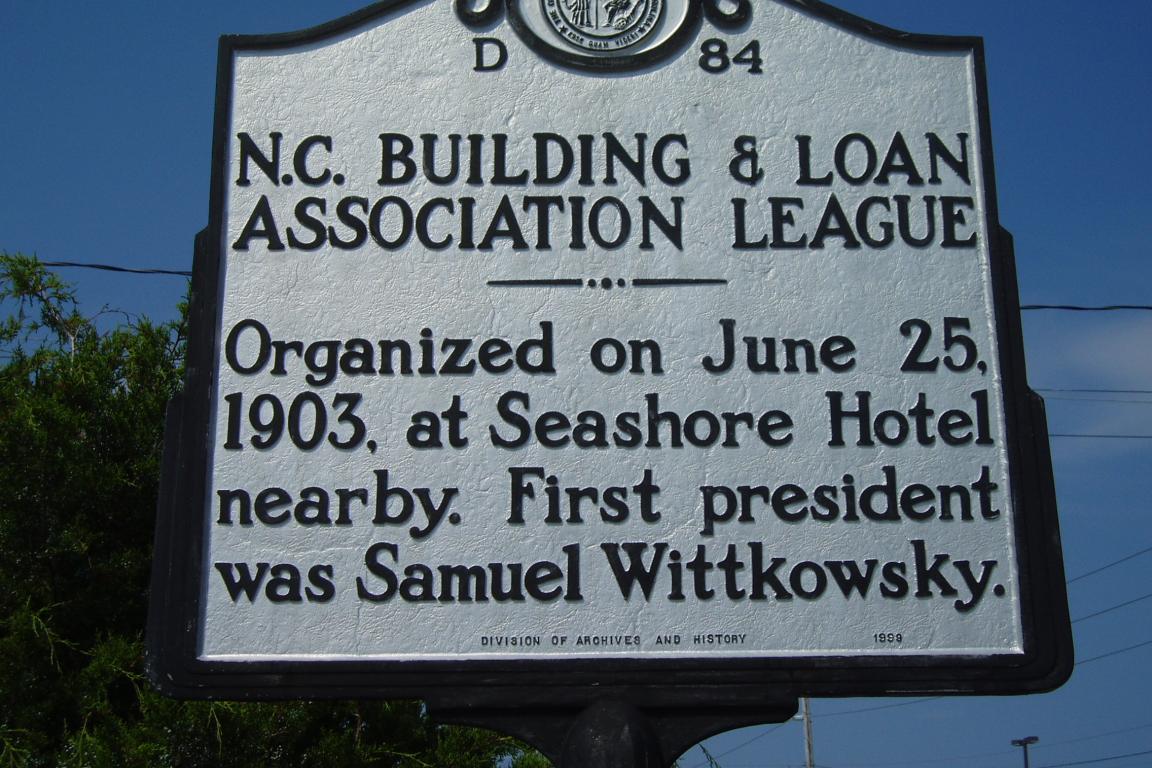 D 84
N.C. BUILDING & LOAN
ASSOCIATION LEAGUE
Organized on June 25,
1903, at Seashore Hotel
nearby. First president
was Samuel Wittkowsky.
DIVISION OF ARCHIVES AND HISTORY 1999